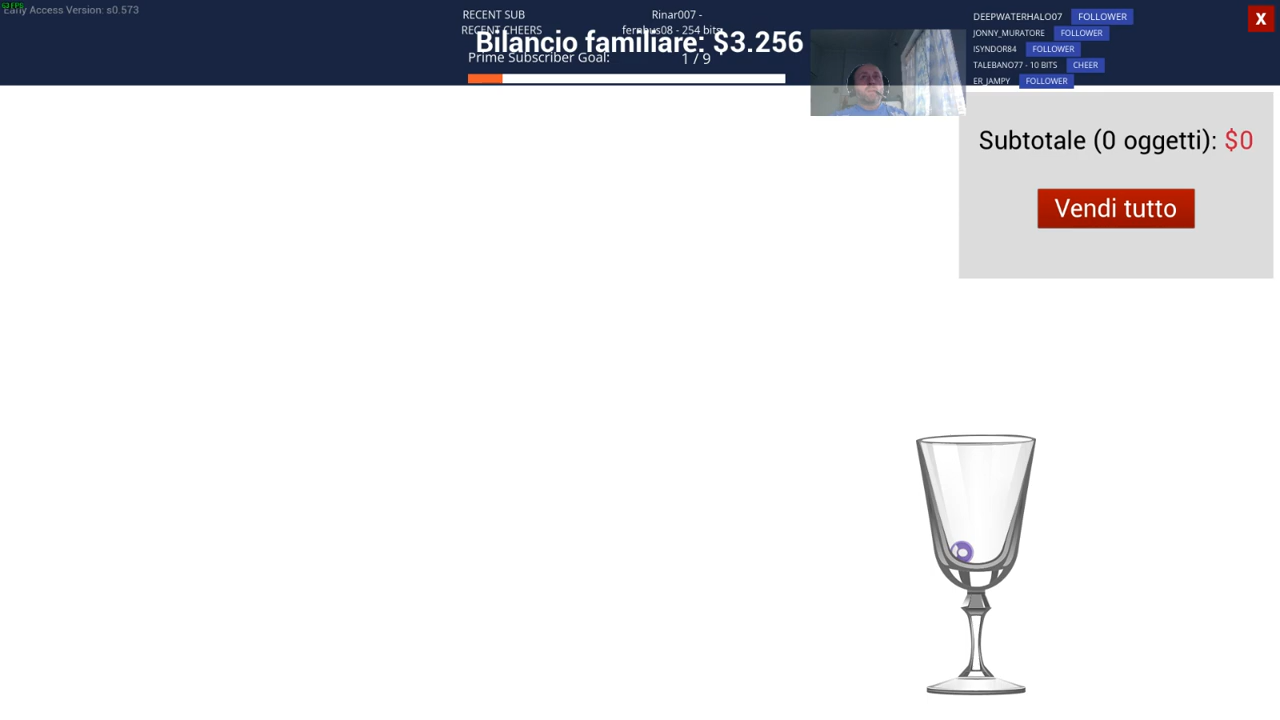 FPS
Early Access Version: s0.573
RECENT SUB
Rinar007 -
RECENT CHEERS
Bilancio familiare: $3.256
Prime Subscriber Goal:
1 / 9
DEEPWATERHALO07 FOLLOWER
JONNY_MURATORE FOLLOWER
ISYNDOR84 FOLLOWER
TALEBANO77 - 10 BITS CHEER
ER_JAMPY FOLLOWER
X
Subtotale (0 oggetti): $0
Vendi tutto